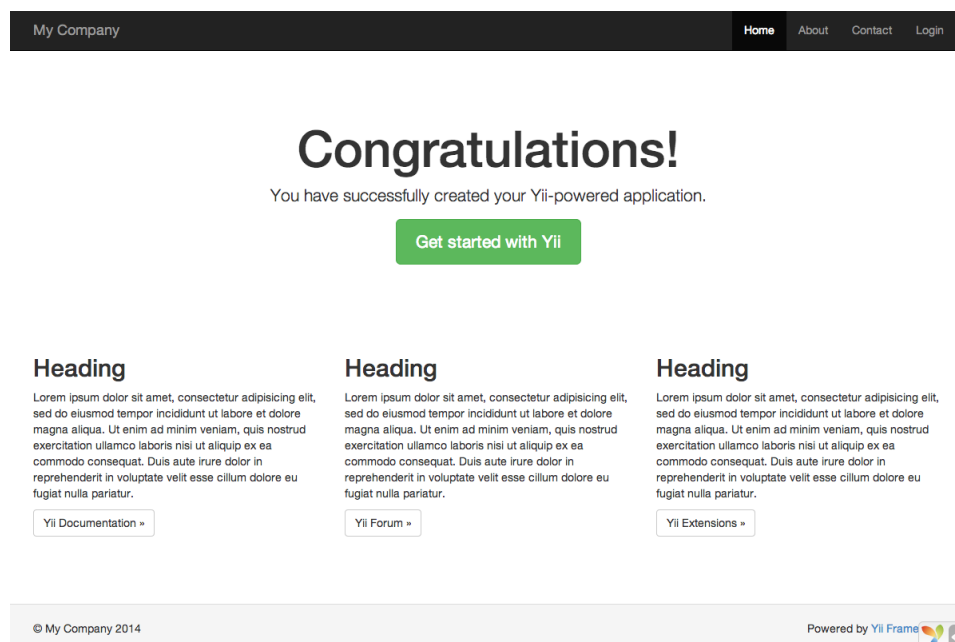 My Company
Home About Contact Login
Congratulations!
You have successfully created your Yii-powered application.
Get started with Yii
Heading
Lorem ipsum dolor sit amet, consectetur adipisicing elit,
sed do eiusmod tempor incididunt ut labore et dolore
magna aliqua. Ut enim ad minim veniam, quis nostrud
exercitation ullamco laboris nisi ut aliquip ex ea
commodo consequat. Duis aute irure dolor in
reprehenderit in voluptate velit esse cillum dolore eu
fugiat nulla pariatur.
Yii Documentation »
Heading
Lorem ipsum dolor sit amet, consectetur adipisicing elit,
sed do eiusmod tempor incididunt ut labore et dolore
magna aliqua. Ut enim ad minim veniam, quis nostrud
exercitation ullamco laboris nisi ut aliquip ex ea
commodo consequat. Duis aute irure dolor in
reprehenderit in voluptate velit esse cillum dolore eu
fugiat nulla pariatur.
Yii Forum »
Heading
Lorem ipsum dolor sit amet, consectetur adipisicing elit,
sed do eiusmod tempor incididunt ut labore et dolore
magna aliqua. Ut enim ad minim veniam, quis nostrud
exercitation ullamco laboris nisi ut aliquip ex ea
commodo consequat. Duis aute irure dolor in
reprehenderit in voluptate velit esse cillum dolore eu
fugiat nulla pariatur.
Yii Extensions »
© My Company 2014
Powered by Yii Frame